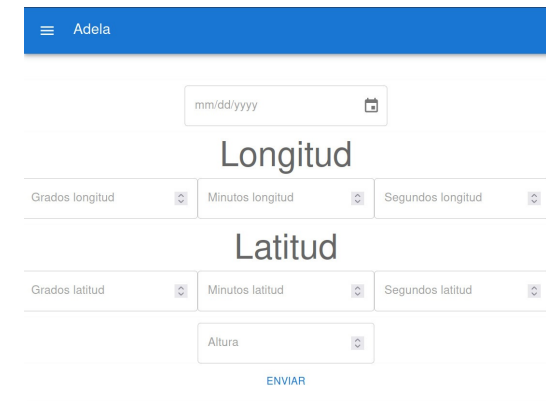 Adela
mm/dd/yyyy
Longitud
Grados longitud Minutos longitud Segundos longitud
Latitud
Grados latitud Minutos latitud Segundos latitud
Altura
ENVIAR